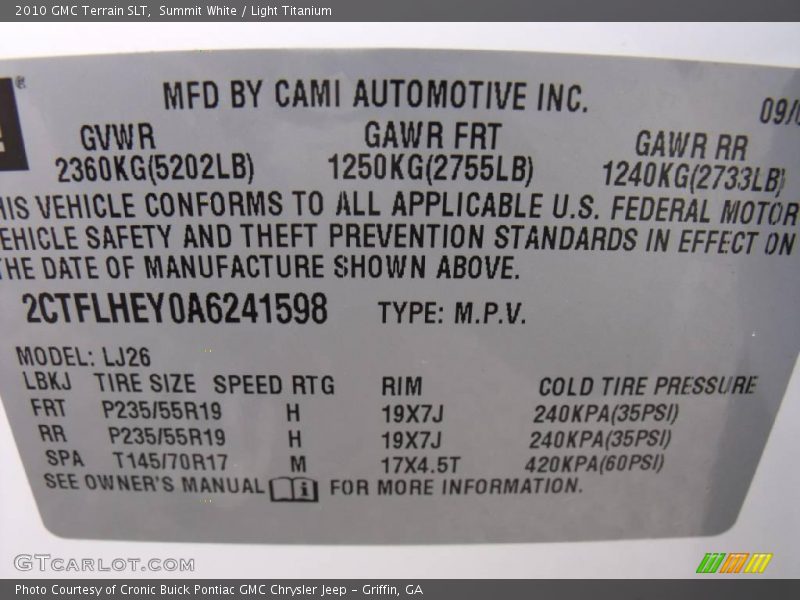 2010 GMC Terrain SLT,  Summit White / Light Titanium
MFD BY CAMI AUTOMOTIVE INC.
GVWR GAWR FRT GAWR RR
2360KG(5202LB) 1250KG(2755LB) 1240KG(2733LB)
HIS VEHICLE CONFORMS TO ALL APPLICABLE U.S. FEDERAL MOTOR
EHICLE SAFETY AND THEFT PREVENTION STANDARDS IN EFFECT ON
THE DATE OF MANUFACTURE SHOWN ABOVE.
2CTFLHEY0A6241598 TYPE: M.P.V.
MODEL: LJ26
LBKJ TIRE SIZE SPEED RTG RIM COLD TIRE PRESSURE
FRT P235/55R19 H 19X7J 240KPA(35PSI)
RR P235/55R19 H 19X7J 240KPA(35PSI)
SPA T145/70R17 M 17X4.5T 420KPA(60PSI)
SEE OWNER'S MANUAL FOR MORE INFORMATION.
GTCARLOT.COM
Photo Courtesy of Cronic Buick Pontiac GMC Chrysler Jeep - Griffin, GA